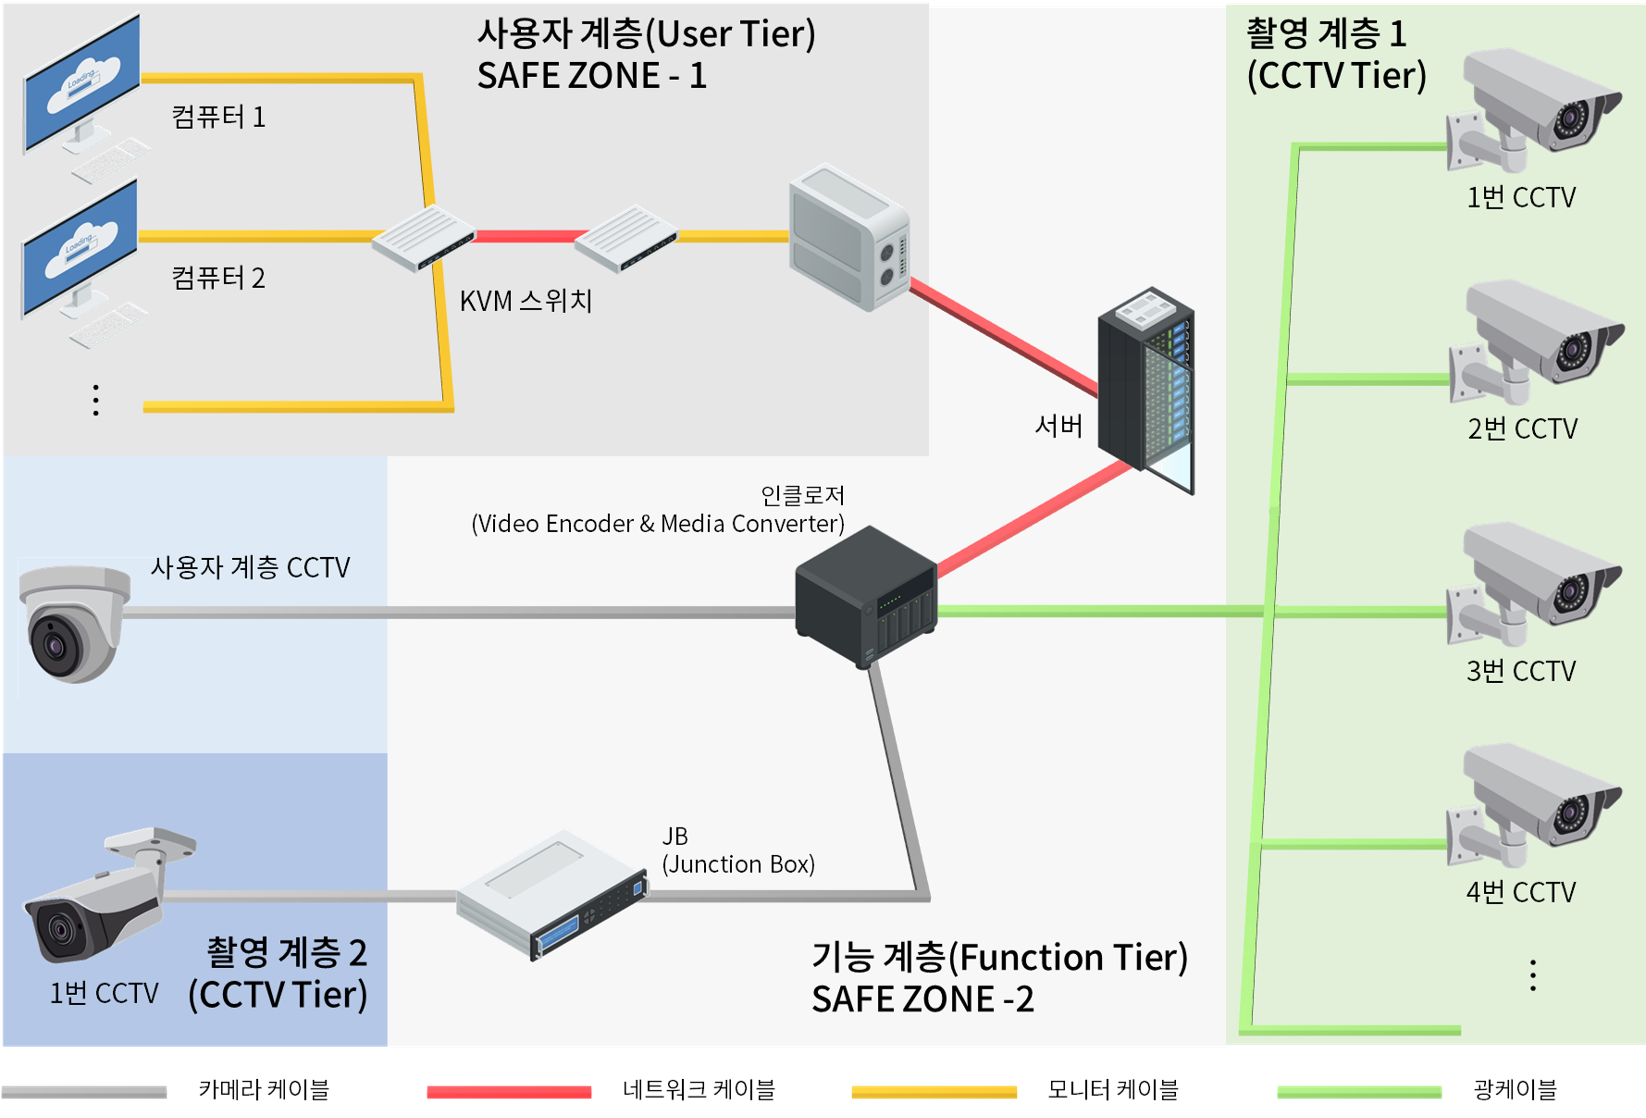 사용자 계층(User Tier)
SAFE ZONE - 1
촬영 계층 1
(CCTV Tier)
Loading...
컴퓨터 1
Loading...
컴퓨터 2
KVM 스위치
⋮
1번 CCTV
2번 CCTV
서버
인클로저
(Video Encoder & Media Converter)
사용자 계층 CCTV
3번 CCTV
JB
(Junction Box)
4번 CCTV
⋮
1번 CCTV
촬영 계층 2
(CCTV Tier)
기능 계층(Function Tier)
SAFE ZONE -2
카메라 케이블
네트워크 케이블
모니터 케이블
광케이블